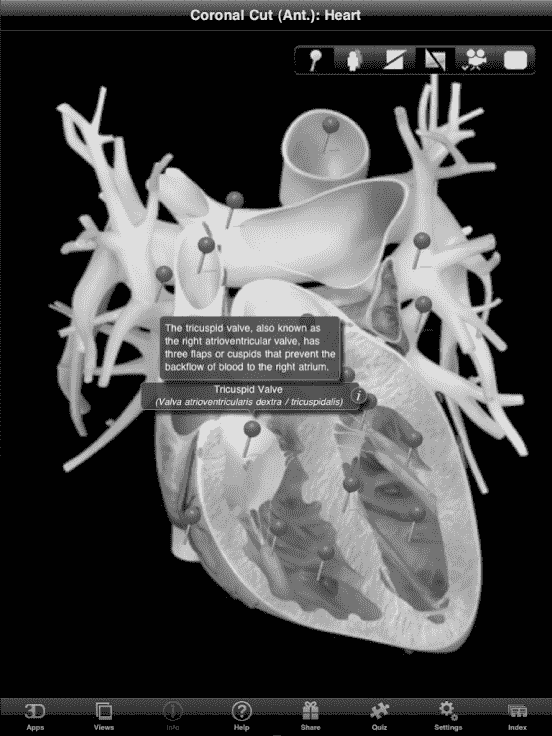 Coronal Cut (Ant.): Heart
The tricuspid valve, also known as
the right atrioventricular valve, has
three flaps or cuspids that prevent the
backflow of blood to the right atrium.
Tricuspid Valve
(Valva atrioventricularis dextra / tricuspidalis)
i
3D
Apps
Views
Info
Help
Share
Quiz
Settings
Index